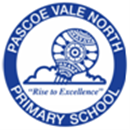 PASCOE VALE NORTH
"Rise to Excellence"
PRIMARY SCHOOL